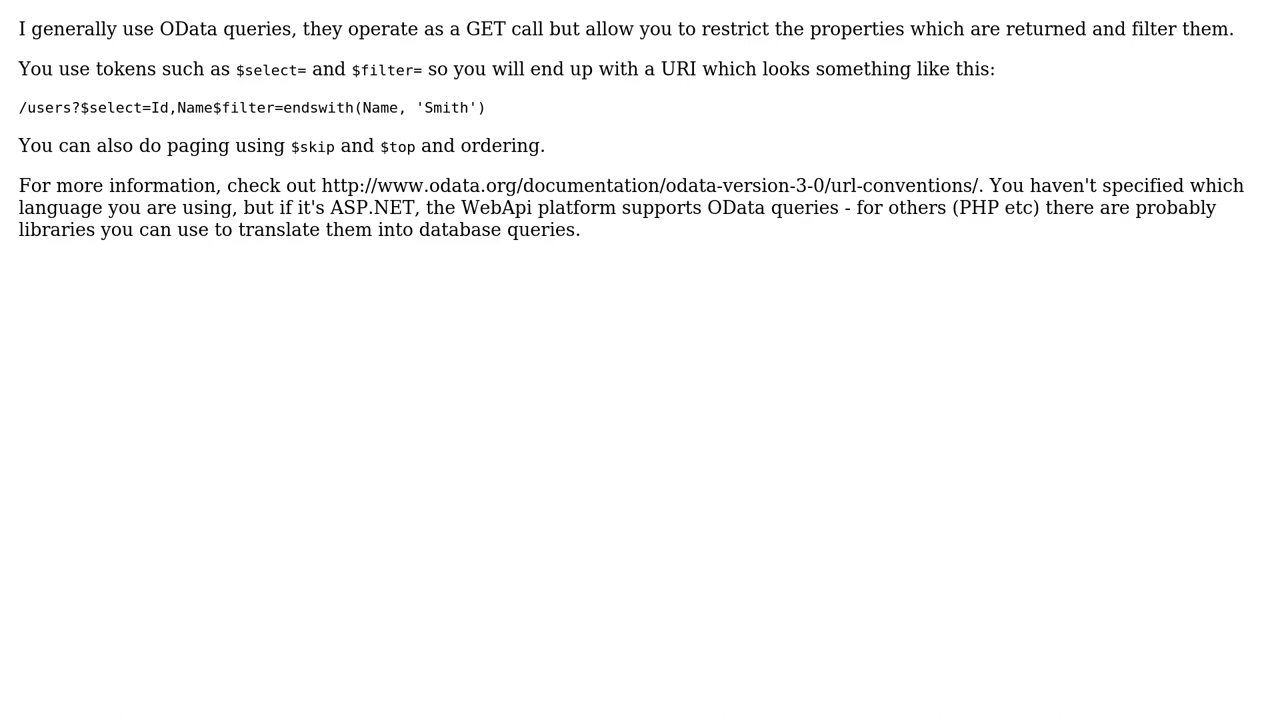 I generally use OData queries, they operate as a GET call but allow you to restrict the properties which are returned and filter them.
You use tokens such as $select= and $filter= so you will end up with a URI which looks something like this:
/users?$select=Id,Name$filter=endswith(Name, 'Smith')
You can also do paging using $skip and $top and ordering.
For more information, check out http://www.odata.org/documentation/odata-version-3-0/url-conventions/. You haven't specified which
language you are using, but if it's ASP.NET, the WebApi platform supports OData queries - for others (PHP etc) there are probably
libraries you can use to translate them into database queries.